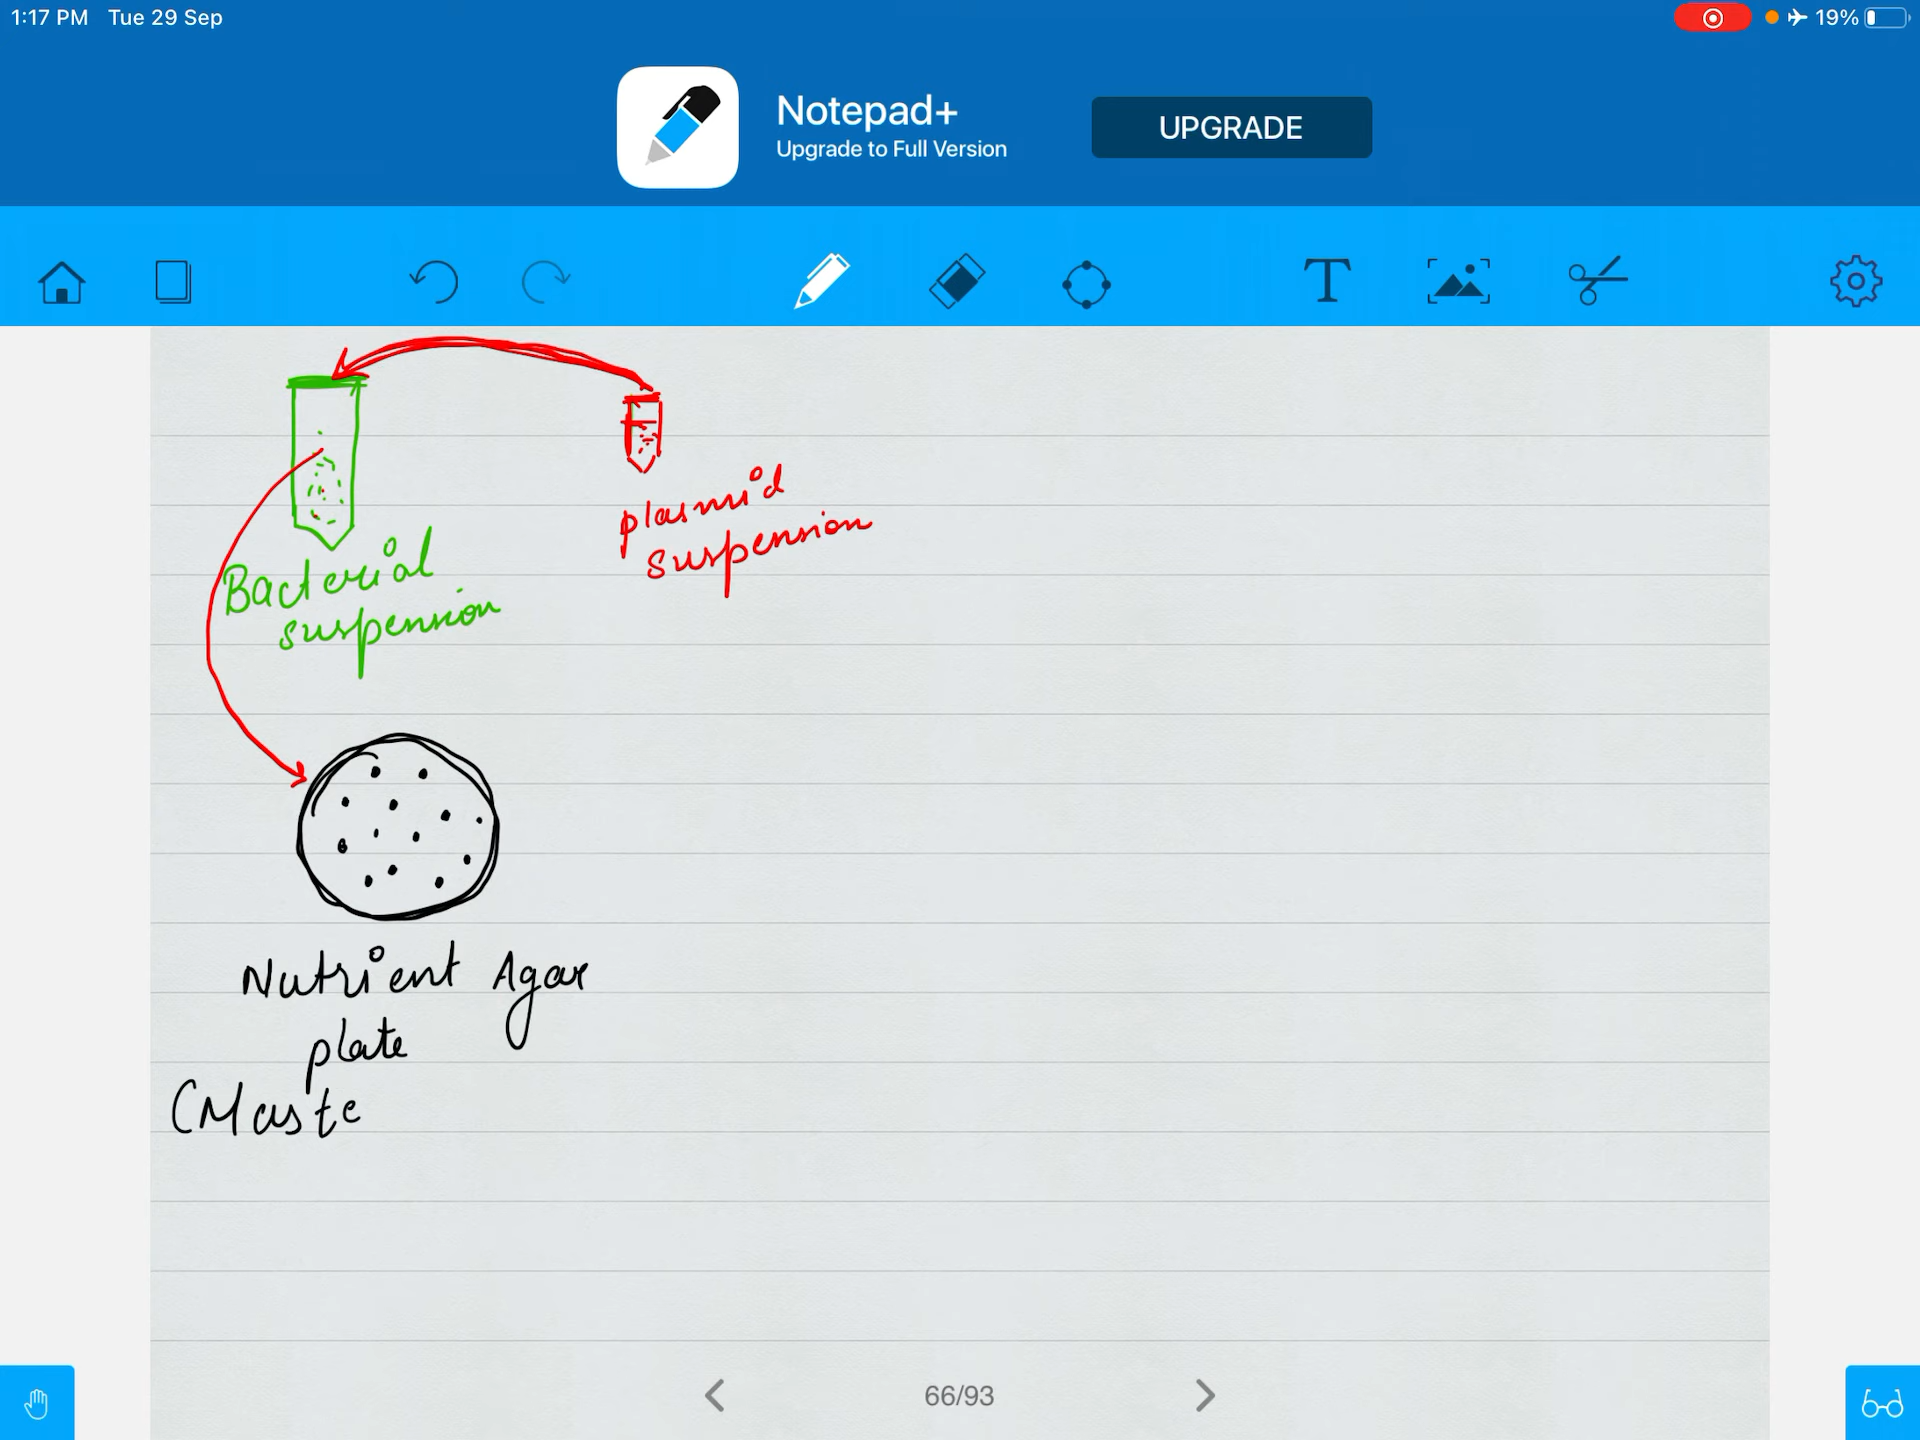 1:17 PM Tue 29 Sep
19%
Notepad+
Upgrade to Full Version
UPGRADE
T
plasmid
suspension
Bacterial
suspension
Nutrient Agar
plate
(Maste
66/93